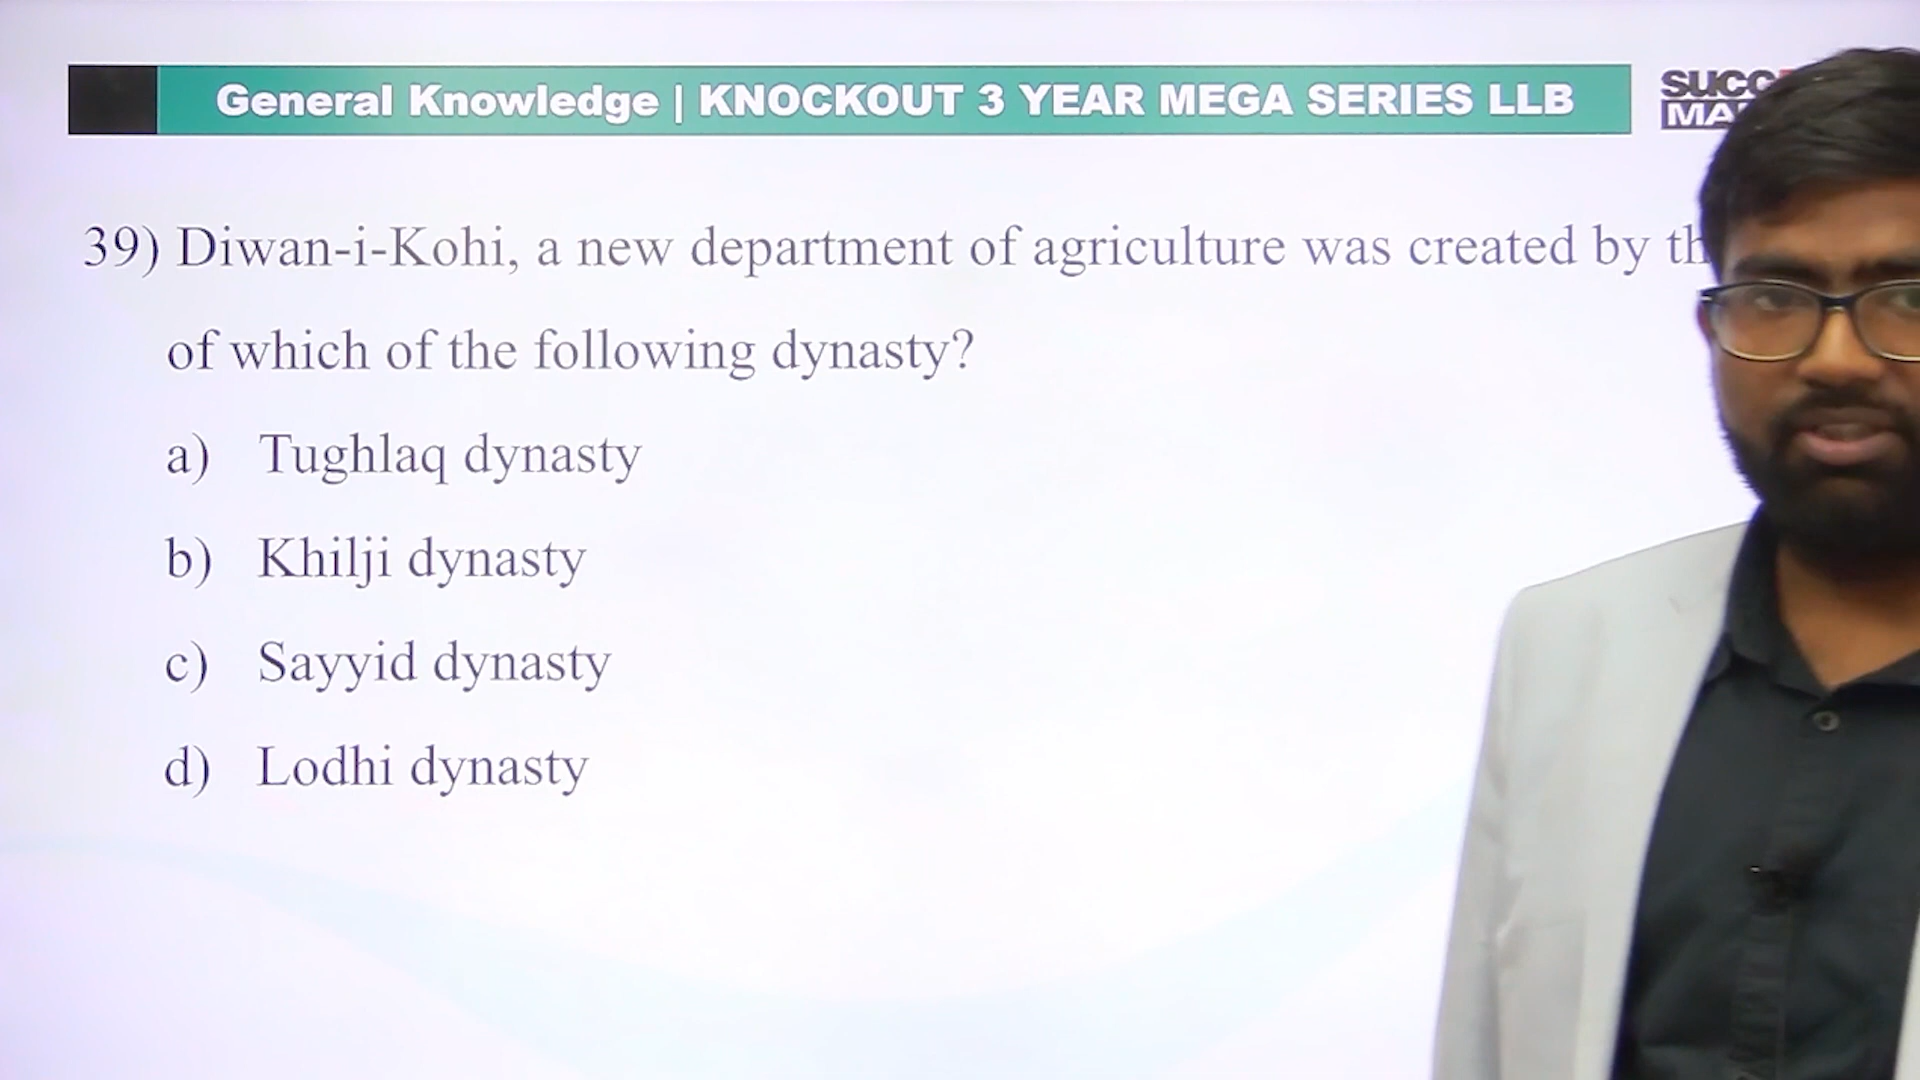 General Knowledge | KNOCKOUT 3 YEAR MEGA SERIES LLB
39) Diwan-i-Kohi, a new department of agriculture was created by
of which of the following dynasty?
a) Tughlaq dynasty
b) Khilji dynasty
c) Sayyid dynasty
d) Lodhi dynasty